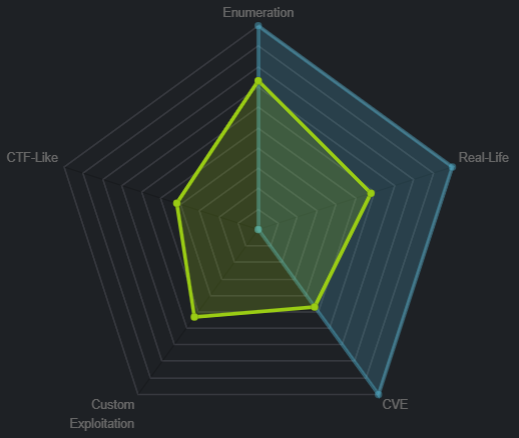 Enumeration
CTF-Like
Real-Life
Custom
Exploitation
CVE